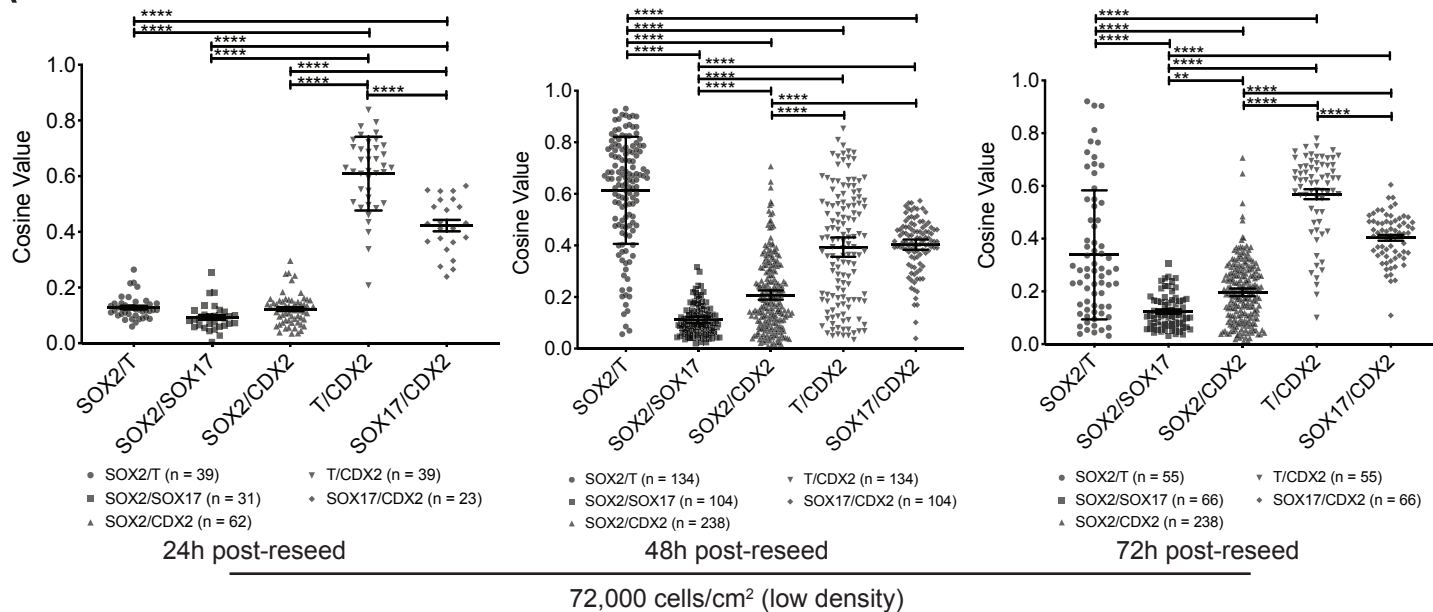 ****
****
****
****
****
****
****
Cosine Value
1.0
0.8
0.6
0.4
0.2
0.0
SOX2/T
SOX2/SOX17
SOX2/CDX2
T/CDX2
SOX17/CDX2
SOX2/T (n = 39)
T/CDX2 (n = 39)
SOX2/SOX17 (n = 31)
SOX17/CDX2 (n = 23)
SOX2/CDX2 (n = 62)
24h post-reseed
****
****
****
****
****
****
****
****
****
Cosine Value
1.0
0.8
0.6
0.4
0.2
0.0
SOX2/T
SOX2/SOX17
SOX2/CDX2
T/CDX2
SOX17/CDX2
SOX2/T (n = 134)
T/CDX2 (n = 134)
SOX2/SOX17 (n = 104)
SOX17/CDX2 (n = 104)
SOX2/CDX2 (n = 238)
48h post-reseed
****
****
****
****
****
**
****
****
****
Cosine Value
1.0
0.8
0.6
0.4
0.2
0.0
SOX2/T
SOX2/SOX17
SOX2/CDX2
T/CDX2
SOX17/CDX2
SOX2/T (n = 55)
T/CDX2 (n = 55)
SOX2/SOX17 (n = 66)
SOX17/CDX2 (n = 66)
SOX2/CDX2 (n = 238)
72h post-reseed
72,000 cells/cm² (low density)